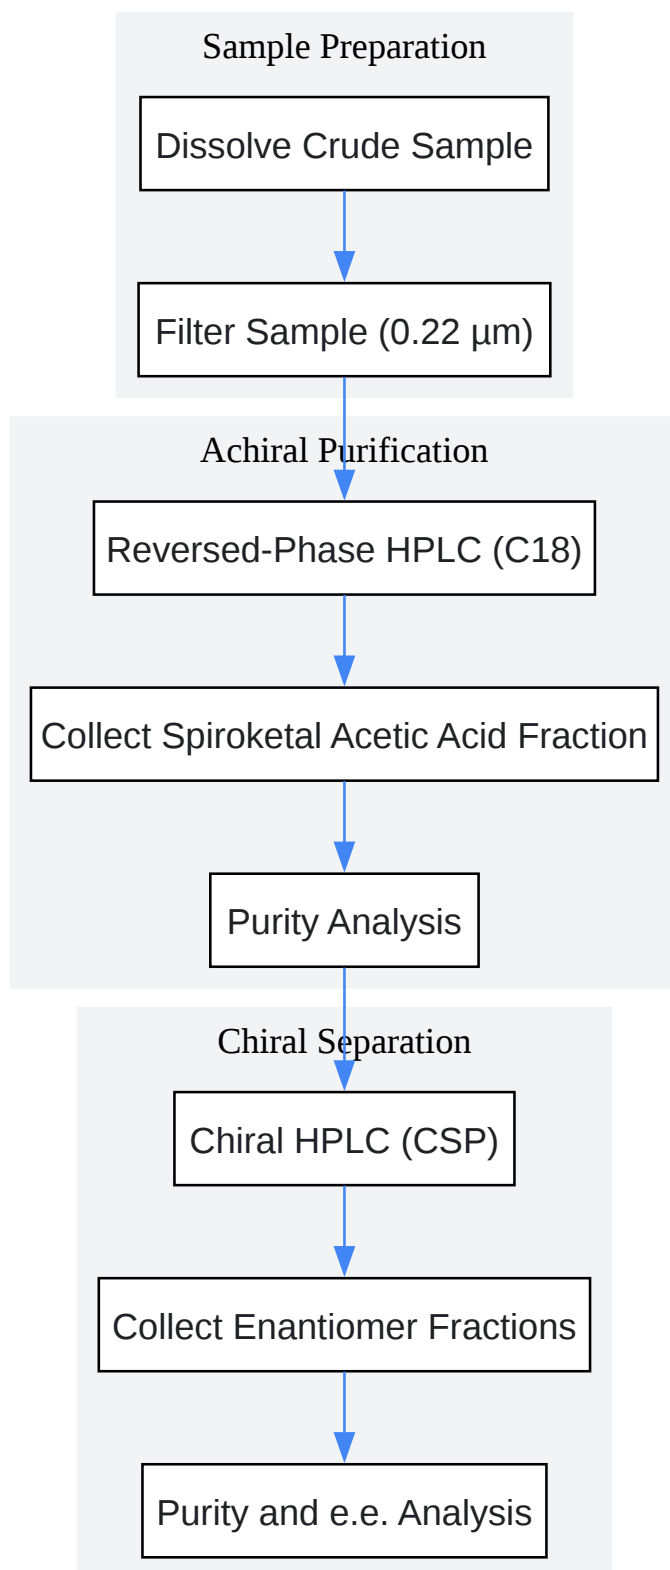 Sample Preparation
Dissolve Crude Sample
Filter Sample (0.22 µm)
Achiral Purification
Reversed-Phase HPLC (C18)
Collect Spiroketal Acetic Acid Fraction
Purity Analysis
Chiral Separation
Chiral HPLC (CSP)
Collect Enantiomer Fractions
Purity and e.e. Analysis